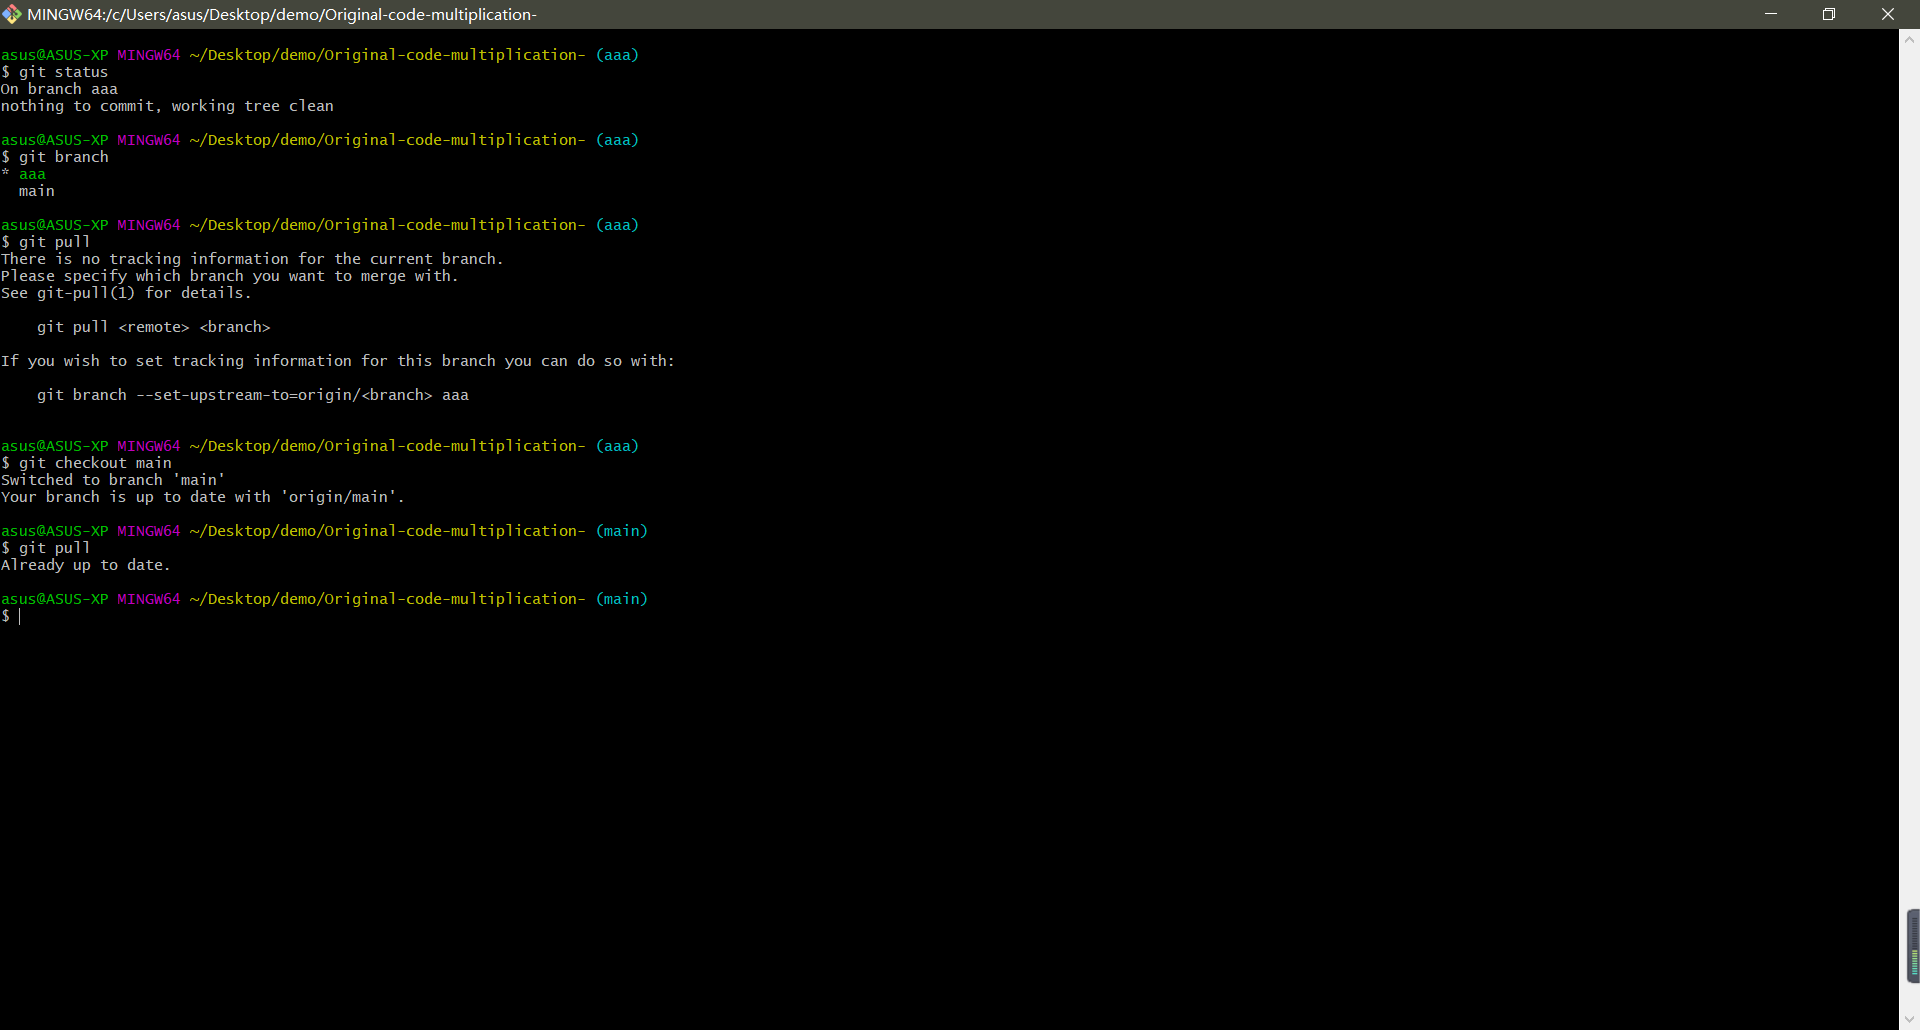 MINGW64:/c/Users/asus/Desktop/demo/Original-code-multiplication-
asus@ASUS-XP MINGW64 ~/Desktop/demo/Original-code-multiplication- (aaa)
$ git status
On branch aaa
nothing to commit, working tree clean
asus@ASUS-XP MINGW64 ~/Desktop/demo/Original-code-multiplication- (aaa)
$ git branch
* aaa
  main
asus@ASUS-XP MINGW64 ~/Desktop/demo/Original-code-multiplication- (aaa)
$ git pull
There is no tracking information for the current branch.
Please specify which branch you want to merge with.
See git-pull(1) for details.
    git pull <remote> <branch>
If you wish to set tracking information for this branch you can do so with:
    git branch --set-upstream-to=origin/<branch> aaa
asus@ASUS-XP MINGW64 ~/Desktop/demo/Original-code-multiplication- (aaa)
$ git checkout main
Switched to branch 'main'
Your branch is up to date with 'origin/main'.
asus@ASUS-XP MINGW64 ~/Desktop/demo/Original-code-multiplication- (main)
$ git pull
Already up to date.
asus@ASUS-XP MINGW64 ~/Desktop/demo/Original-code-multiplication- (main)
$